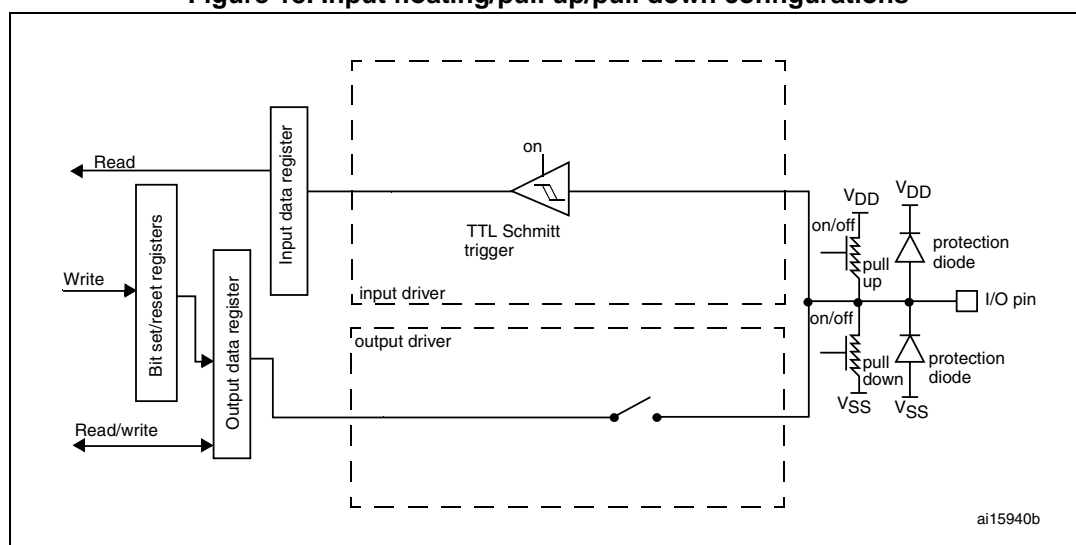 Figure Input floating/pull up/pull down configurations
on
Read
Input data register
TTL Schmitt
trigger
input driver
VDD
VDD
on/off
pull
up
protection
diode
I/O pin
Write
Bit set/reset registers
Output data register
output driver
on/off
pull
down
protection
diode
VSS
VSS
Read/write
ai15940b